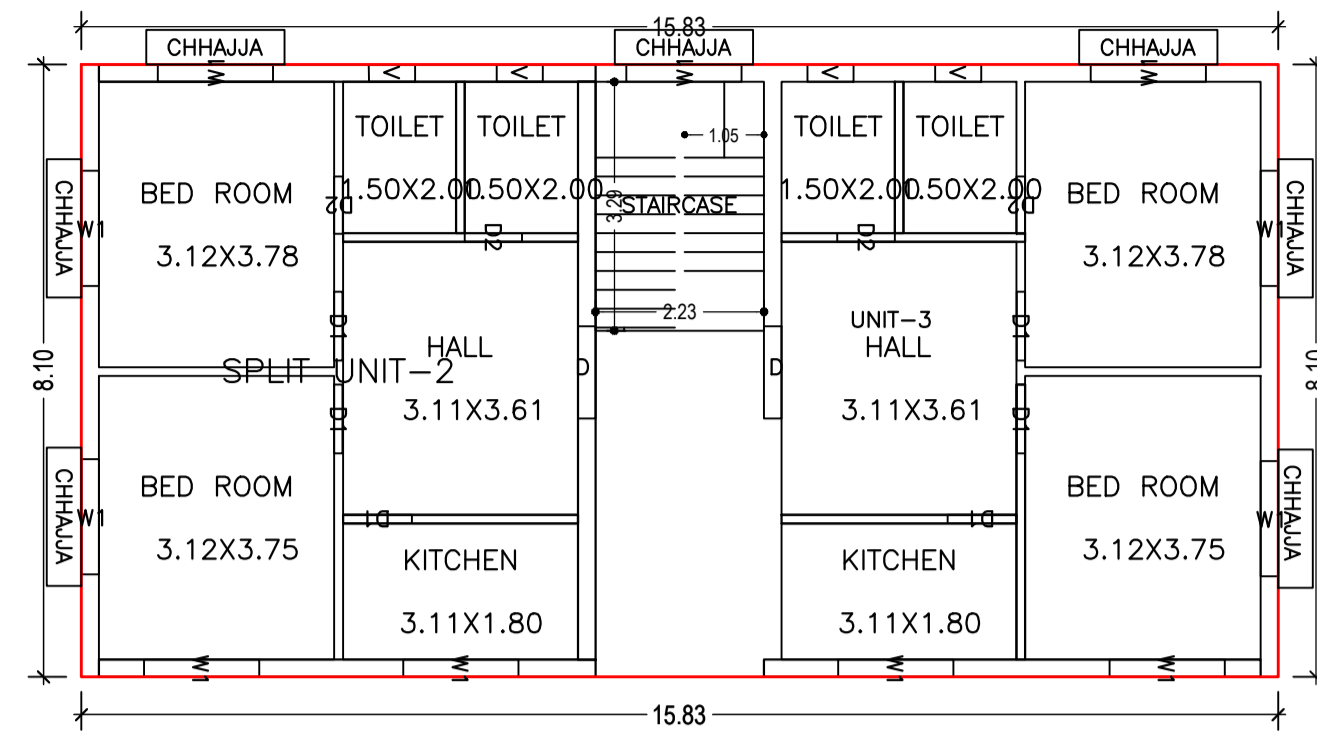 15.83
CHHAJJA
CHHAJJA
CHHAJJA
W1
V
V
W1
V
V
W1
TOILET
TOILET
1.05
TOILET
TOILET
BED ROOM
1.50X2.00
1.50X2.00
STAIRCASE
1.50X2.00
1.50X2.00
BED ROOM
CHHAJJA
W1
3.12X3.78
D2
D2
3.29
D2
D2
3.12X3.78
W1
CHHAJJA
2.23
D1
HALL
UNIT-3
HALL
D1
8.10
SPLIT UNIT-2
D
D
8.10
D1
3.11X3.61
3.11X3.61
D1
CHHAJJA
W1
BED ROOM
D1
D1
BED ROOM
W1
CHHAJJA
3.12X3.75
KITCHEN
KITCHEN
3.12X3.75
3.11X1.80
3.11X1.80
W1
W1
W1
W1
15.83